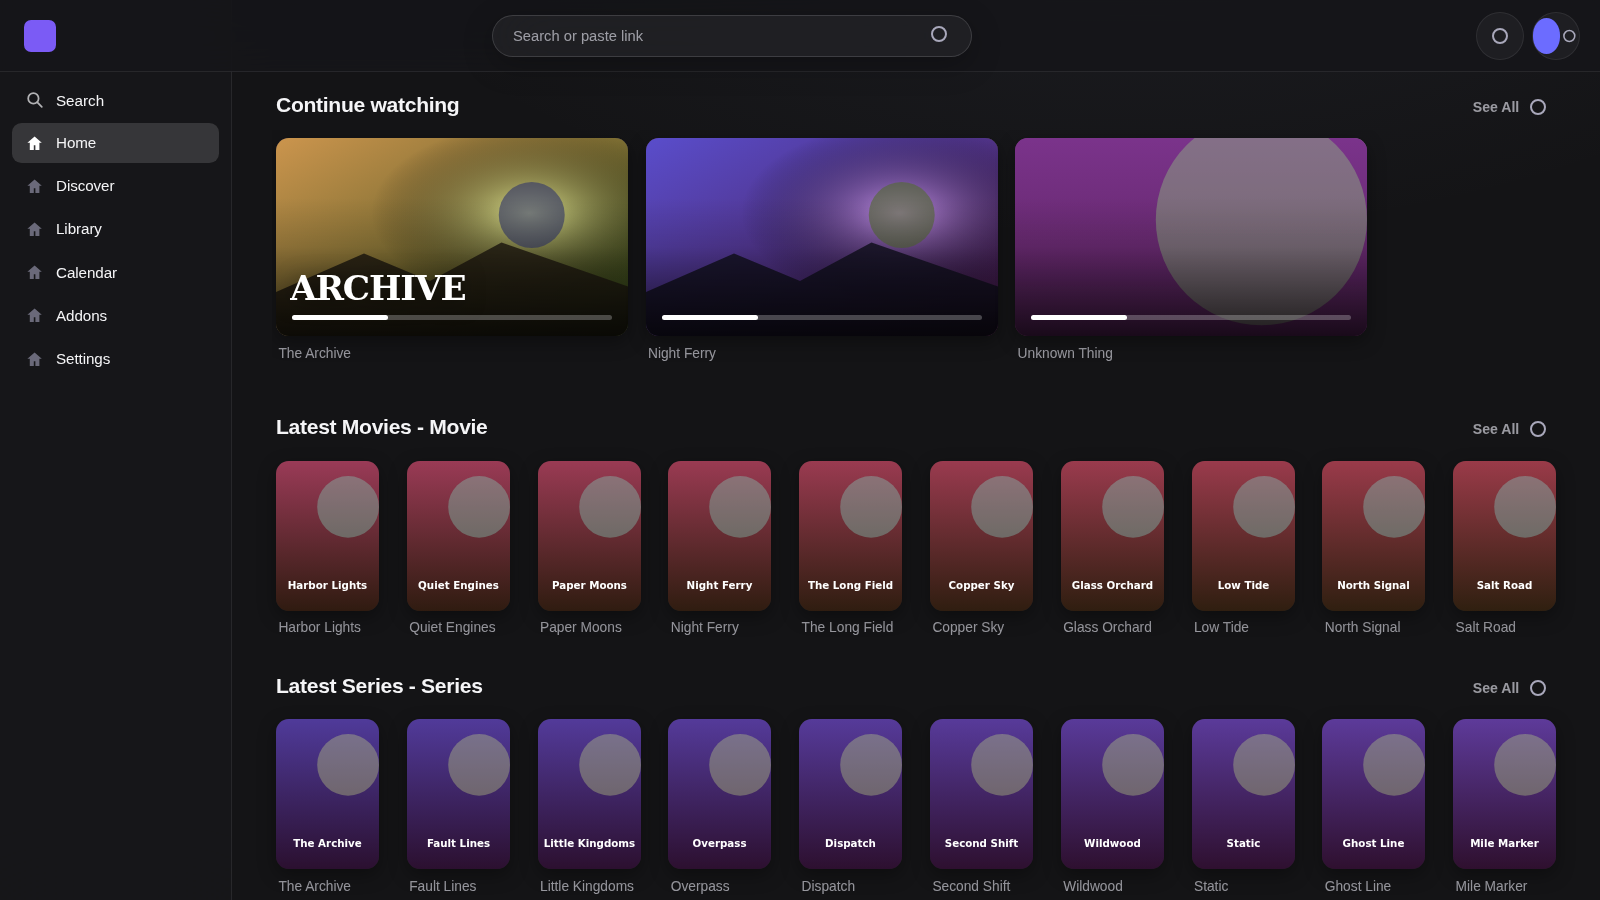 Search or paste link
Search
Home
Discover
Library
Calendar
Addons
Settings
Continue watching
See All
ARCHIVE
The Archive
Night Ferry
Unknown Thing
Latest Movies - Movie
See All
Harbor Lights
Quiet Engines
Paper Moons
Night Ferry
The Long Field
Copper Sky
Glass Orchard
Low Tide
North Signal
Salt Road
Harbor Lights
Quiet Engines
Paper Moons
Night Ferry
The Long Field
Copper Sky
Glass Orchard
Low Tide
North Signal
Salt Road
Latest Series - Series
See All
The Archive
Fault Lines
Little Kingdoms
Overpass
Dispatch
Second Shift
Wildwood
Static
Ghost Line
Mile Marker
The Archive
Fault Lines
Little Kingdoms
Overpass
Dispatch
Second Shift
Wildwood
Static
Ghost Line
Mile Marker